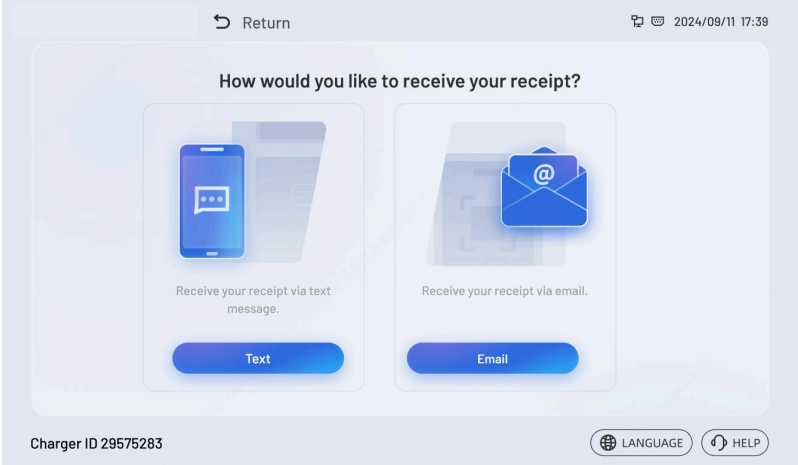 Return
2024/09/11 17:39
How would you like to receive your receipt?
@
Receive your receipt via text
message.
Text
Receive your receipt via email.
Email
Charger ID 29575283
LANGUAGE
HELP